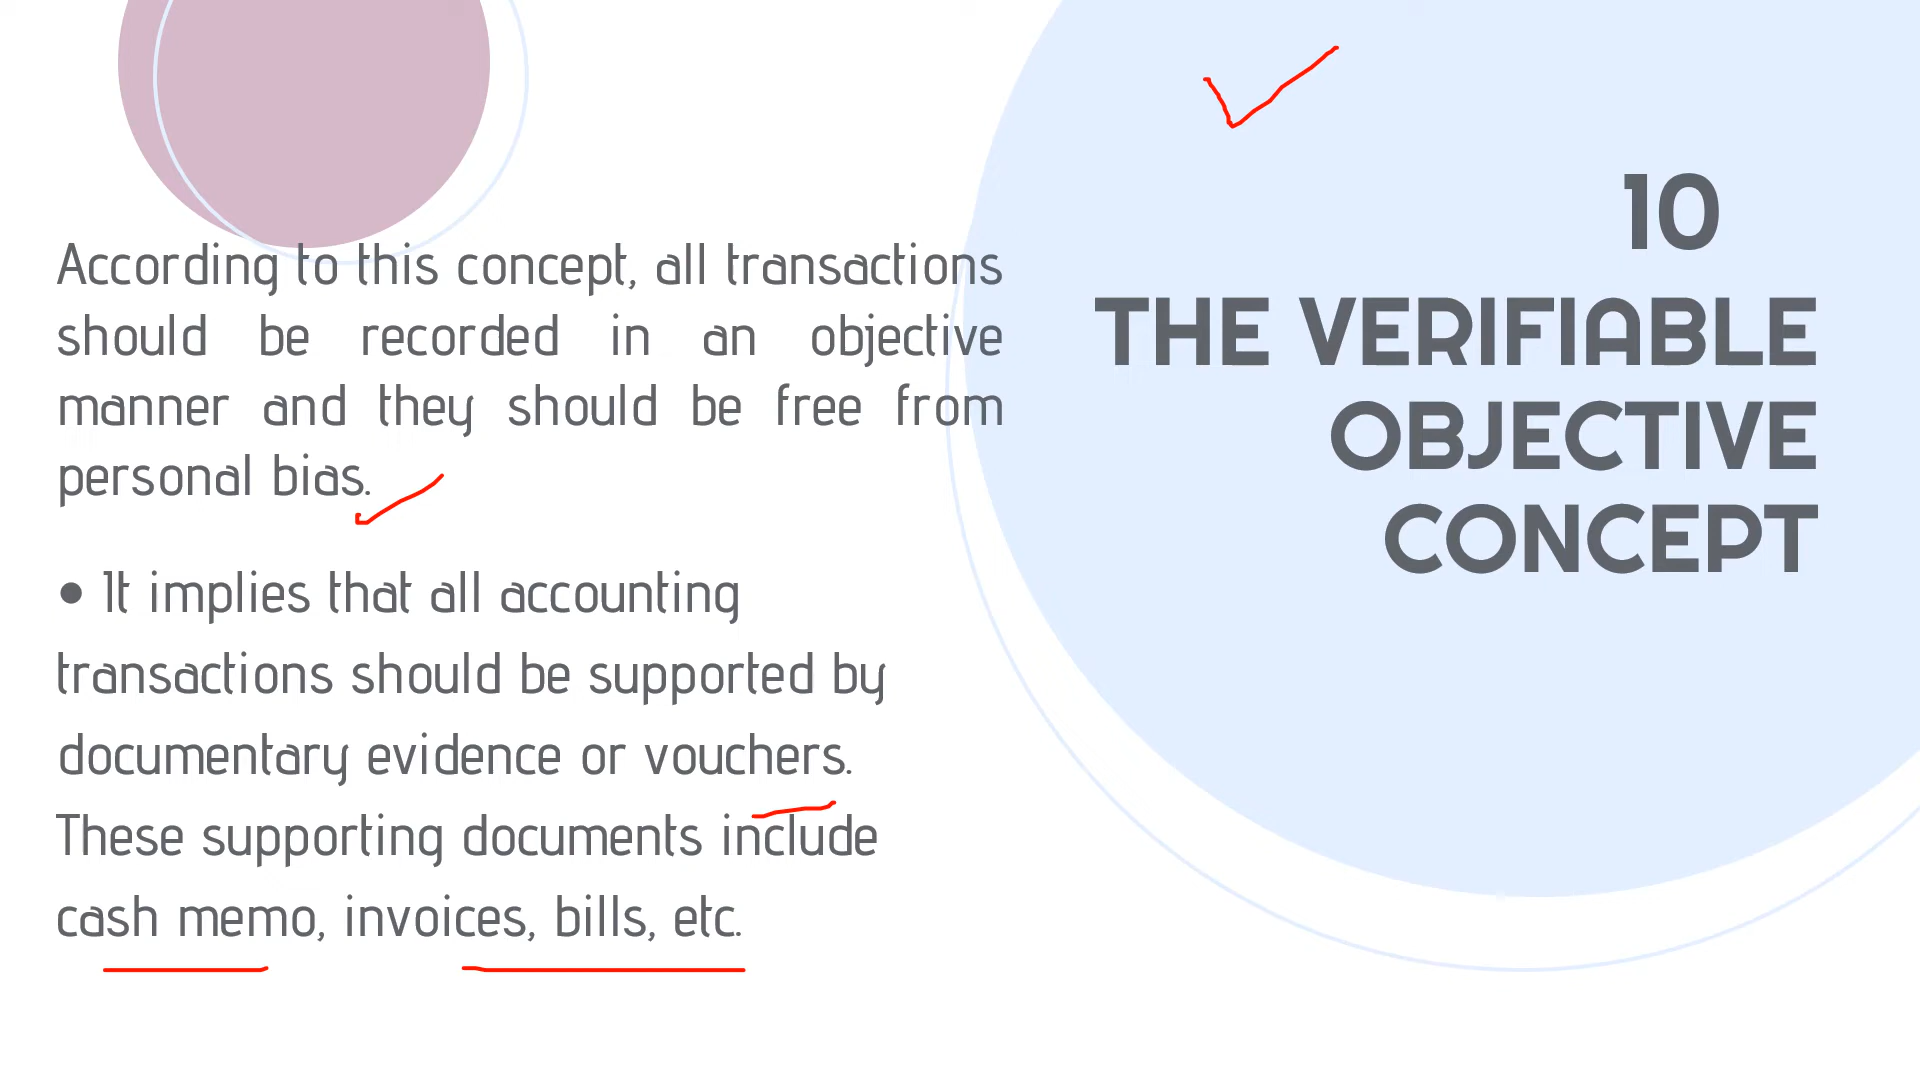 According to this concept, all transactions
should be recorded in an objective
manner and they should be free from
personal bias.
• It implies that all accounting
transactions should be supported by
documentary evidence or vouchers.
These supporting documents include
cash memo, invoices, bills, etc.
10
THE VERIFIABLE
OBJECTIVE
CONCEPT